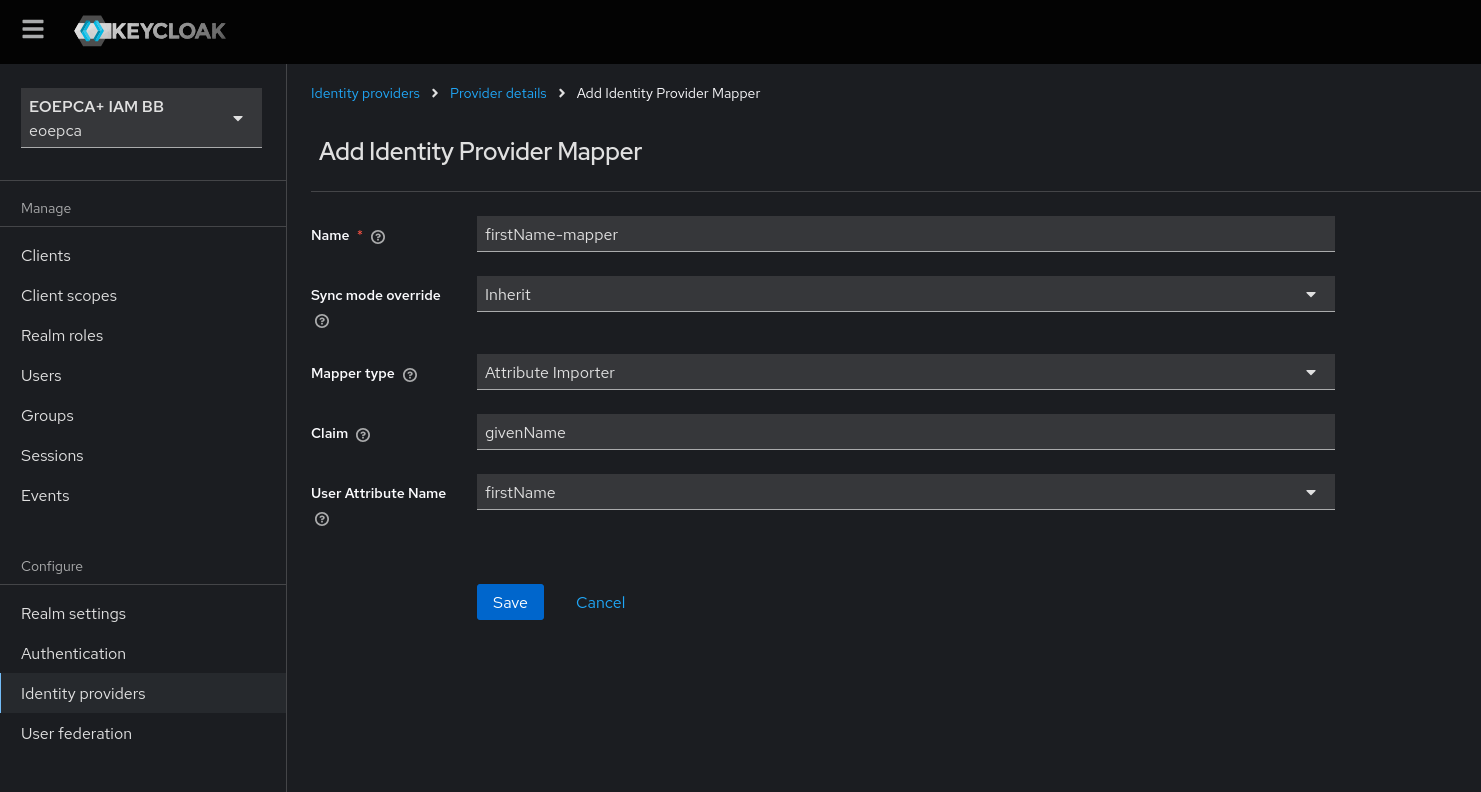 KEYCLOAK
EOEPCA+ IAM BB
eoepca
Manage
Clients
Client scopes
Realm roles
Users
Groups
Sessions
Events
Configure
Realm settings
Authentication
Identity providers
User federation
Identity providers > Provider details > Add Identity Provider Mapper
Add Identity Provider Mapper
Name * ?
firstName-mapper
Sync mode override ?
Inherit
Mapper type ?
Attribute Importer
Claim ?
givenName
User Attribute Name ?
firstName
Save Cancel